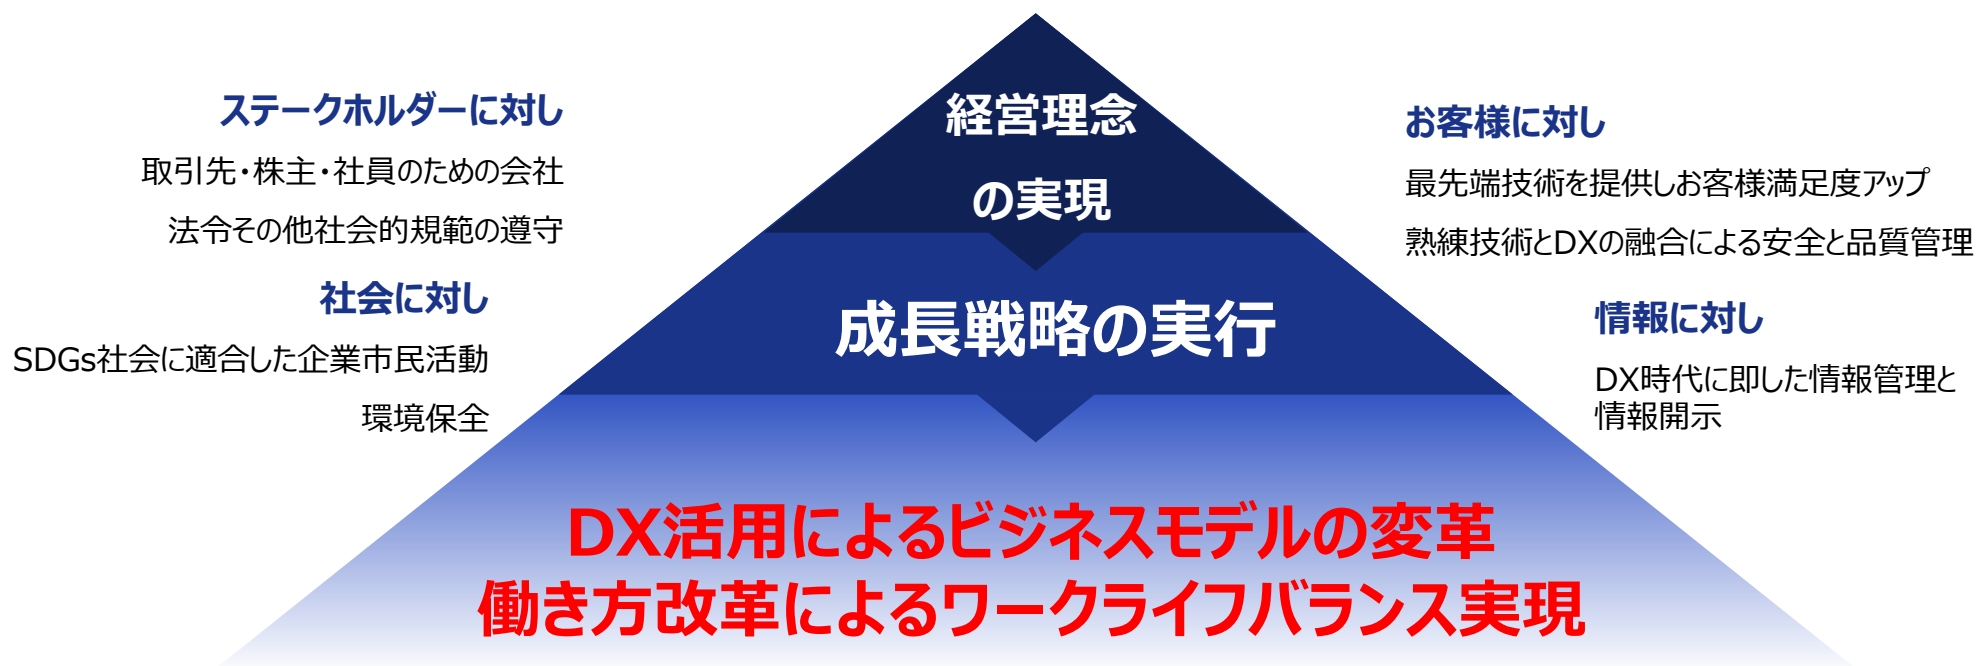 ステークホルダーに対し
取引先・株主・社員のための会社
法令その他社会的規範の遵守
社会に対し
SDGs社会に適合した企業市民活動
環境保全
経営理念
の実現
成長戦略の実行
DX活用によるビジネスモデルの変革
働き方改革によるワークライフバランス実現
お客様に対し
最先端技術を提供しお客様満足度アップ
熟練技術とDXの融合による安全と品質管理
情報に対し
DX時代に即した情報管理と
情報開示